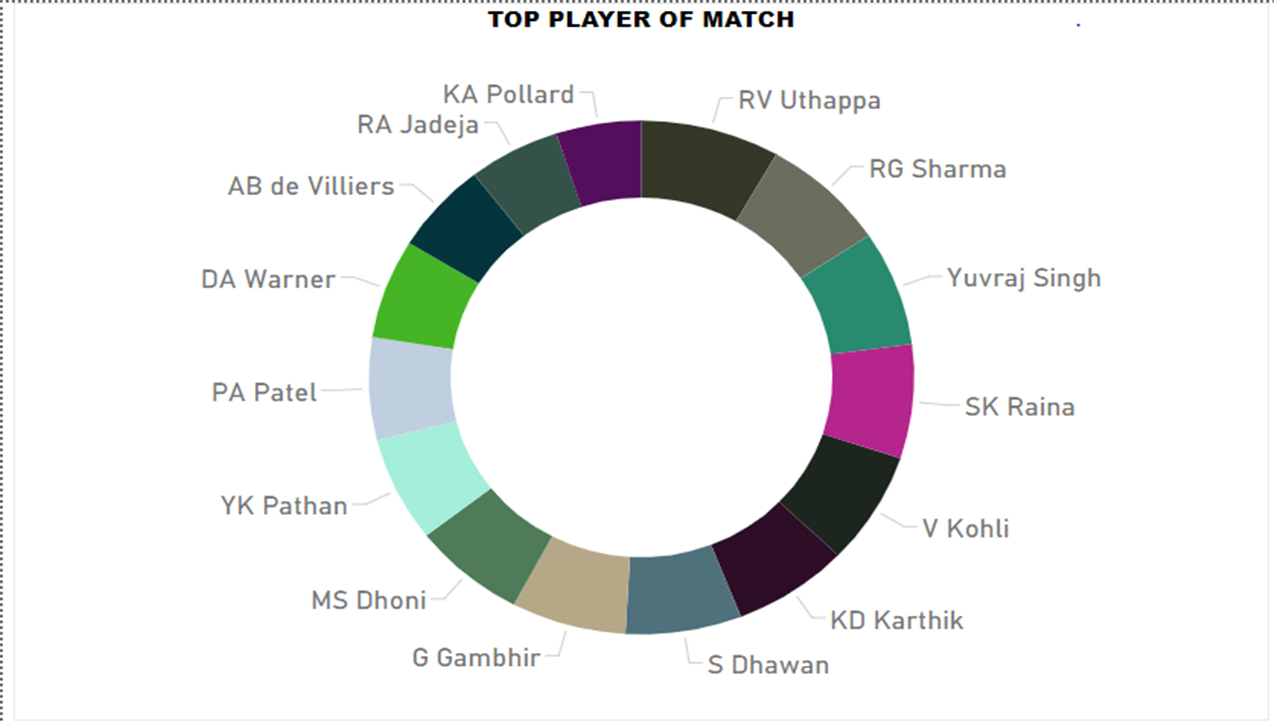 TOP PLAYER OF MATCH
KA Pollard
RV Uthappa
RA Jadeja
RG Sharma
AB de Villiers
DA Warner
Yuvraj Singh
PA Patel
SK Raina
YK Pathan
V Kohli
MS Dhoni
KD Karthik
G Gambhir
S Dhawan